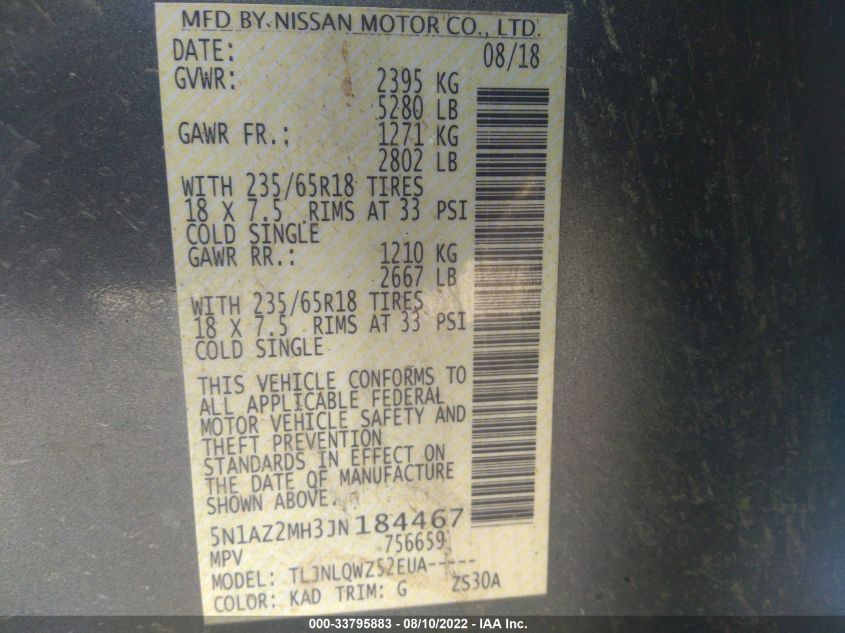 MFD BY NISSAN MOTOR CO., LTD.
DATE: 08/18
GVWR: 2395 KG
5280 LB
GAWR FR.: 1271 KG
2802 LB
WITH 235/65R18 TIRES
18 X 7.5 RIMS AT 33 PSI
COLD SINGLE
GAWR RR.: 1210 KG
2667 LB
WITH 235/65R18 TIRES
18 X 7.5 RIMS AT 33 PSI
COLD SINGLE
THIS VEHICLE CONFORMS TO
ALL APPLICABLE FEDERAL
MOTOR VEHICLE SAFETY AND
THEFT PREVENTION
STANDARDS IN EFFECT ON
THE DATE OF MANUFACTURE
SHOWN ABOVE.
5N1AZ2MH3JN184467
MPV 756659
MODEL: TLJNLQWZ52EUA-----
COLOR: KAD TRIM: G ZS30A
000-33795883 - 08/10/2022 - IAA Inc.